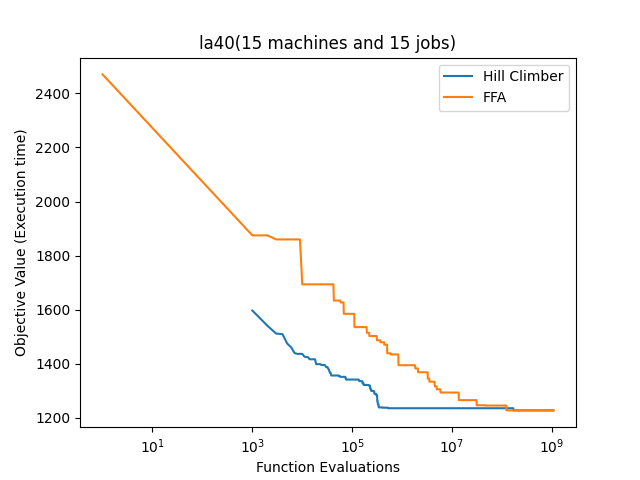 la40(15 machines and 15 jobs)
Hill Climber
FFA
Objective Value (Execution time)
2400
2200
2000
1800
1600
1400
1200
10¹ 10³ 10⁵ 10⁷ 10⁹
Function Evaluations